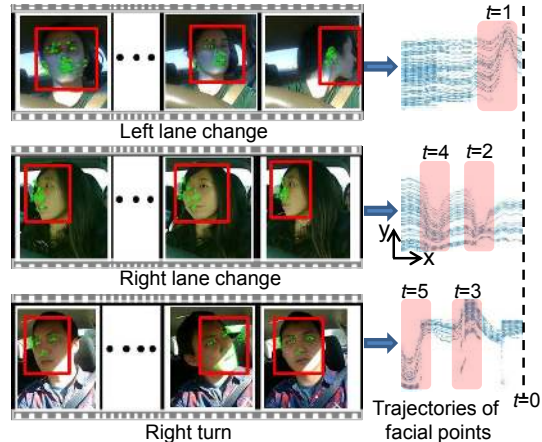 t=1
Left lane change
t=4 t=2
y
x
Right lane change
t=5 t=3
t=0
Trajectories of
facial points
Right turn